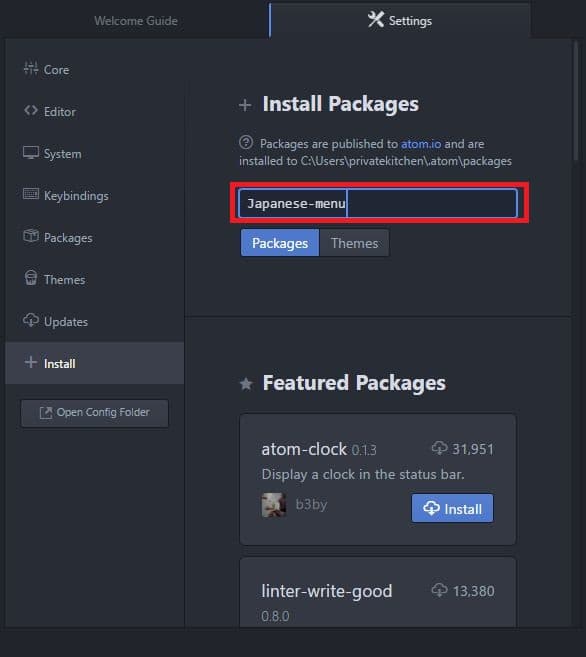 Welcome Guide
Settings
Core
Editor
System
Keybindings
Packages
Themes
Updates
Install
Open Config Folder
Install Packages
Packages are published to atom.io and are
installed to C:\Users\privatekitchen\.atom\packages
Japanese-menu
Packages Themes
Featured Packages
atom-clock 0.1.3 31,951
Display a clock in the status bar.
b3by
Install
linter-write-good 13,380
0.8.0